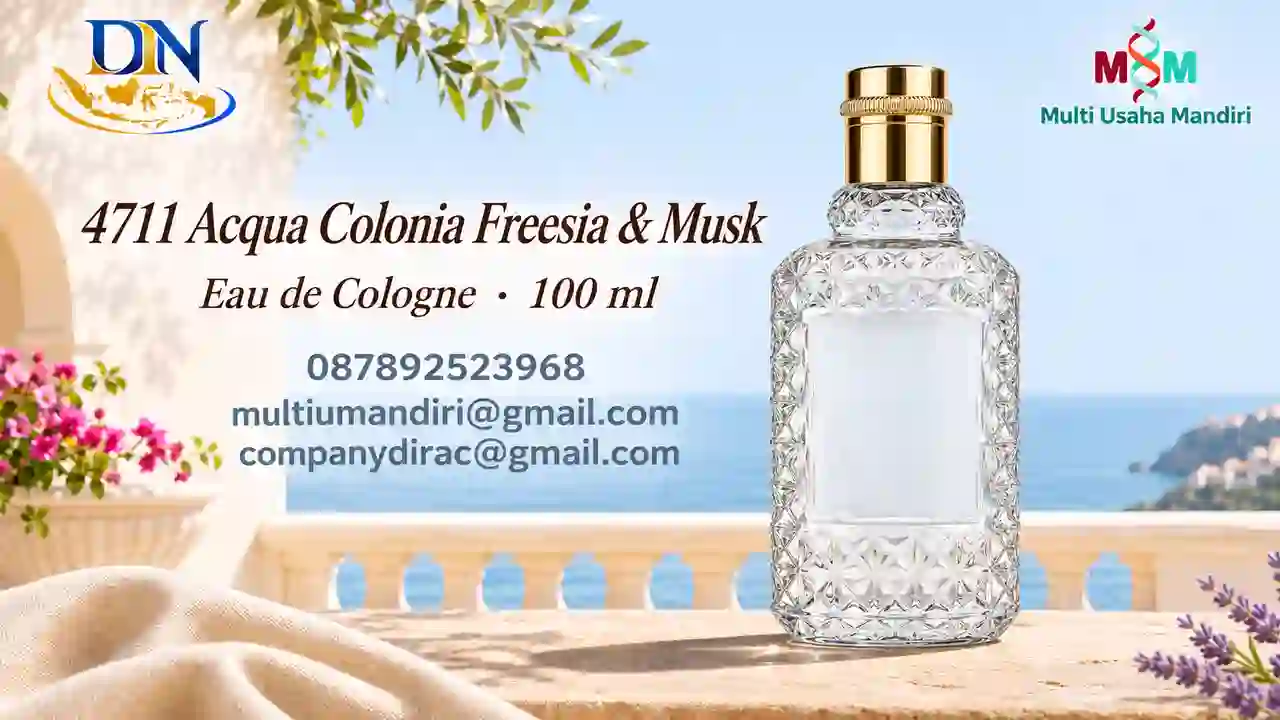 DN
M M
Multi Usaha Mandiri
4711 Acqua Colonia Freesia & Musk
Eau de Cologne • 100 ml
087892523968
multiumandiri@gmail.com
companydirac@gmail.com